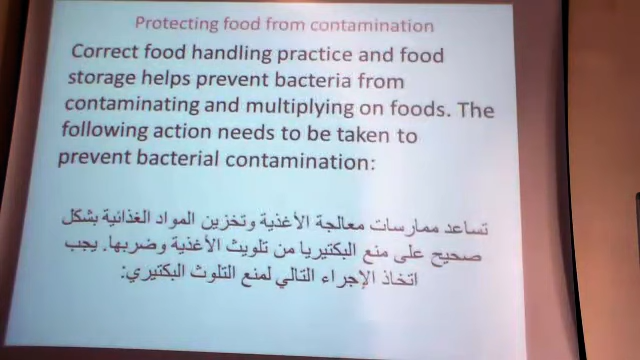 Protecting food from contamination
Correct food handling practice and food
storage helps prevent bacteria from
contaminating and multiplying on foods. The
following action needs to be taken to
prevent bacterial contamination:
تساعد ممارسات معالجة الأغذية وتخزين المواد الغذائية بشكل
صحيح على منع البكتيريا من تلويث الأغذية وضربها. يجب
اتخاذ الإجراء التالي لمنع التلوث البكتيري: